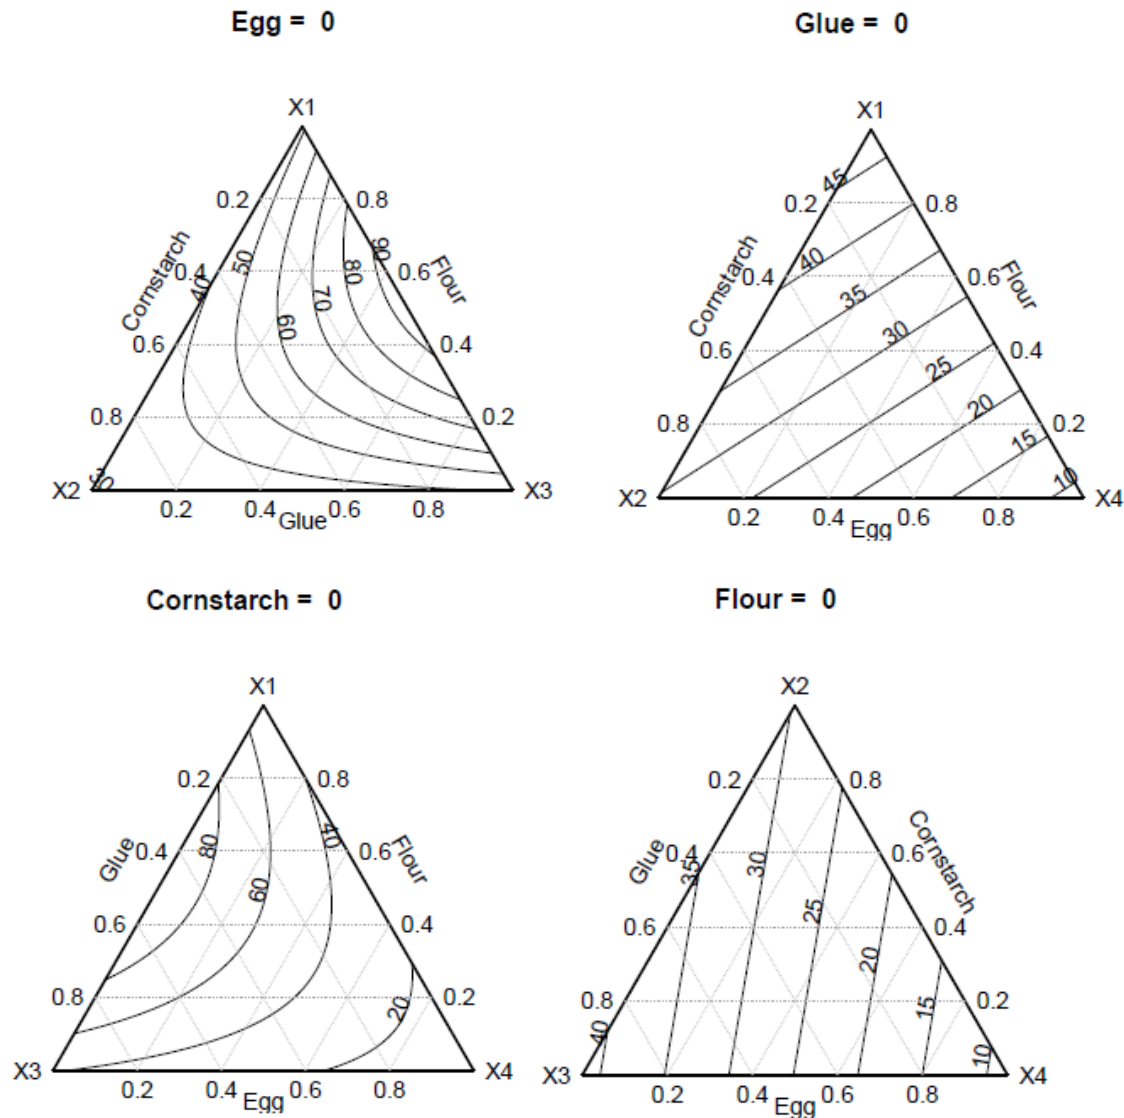 Egg = 0
X1
0.2 0.8
Cornstarch 50 90 Flour
0.4 40 80 0.6
70
0.6 60 0.4
0.8 0.2
X2 30 X3
0.2 0.4 Glue 0.6 0.8
Glue = 0
X1
45
0.2 0.8
Cornstarch 40 Flour
0.4 35 0.6
0.6 30 0.4
25
0.8 20 0.2
15
X2 10 X4
0.2 0.4 Egg 0.6 0.8
Cornstarch = 0
X1
0.2 0.8
Glue 0.4 80 40 0.6 Flour
60
0.6 0.4
0.8 20 0.2
X3 X4
0.2 0.4 Egg 0.6 0.8
Flour = 0
X2
0.2 0.8
Glue 0.4 35 30 0.6 Cornstarch
25
0.6 0.4
20
0.8 15 0.2
40 10
X3 X4
0.2 0.4 Egg 0.6 0.8